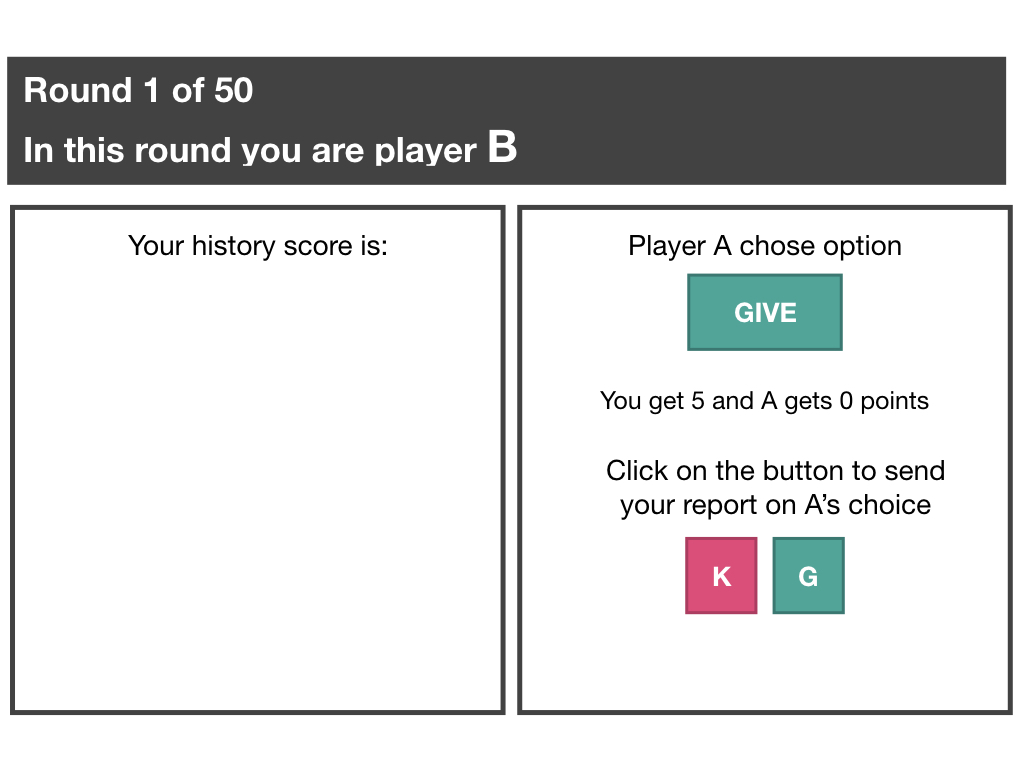 Round 1 of 50
In this round you are player B
Your history score is:
Player A chose option
GIVE
You get 5 and A gets 0 points
Click on the button to send
your report on A’s choice
K G